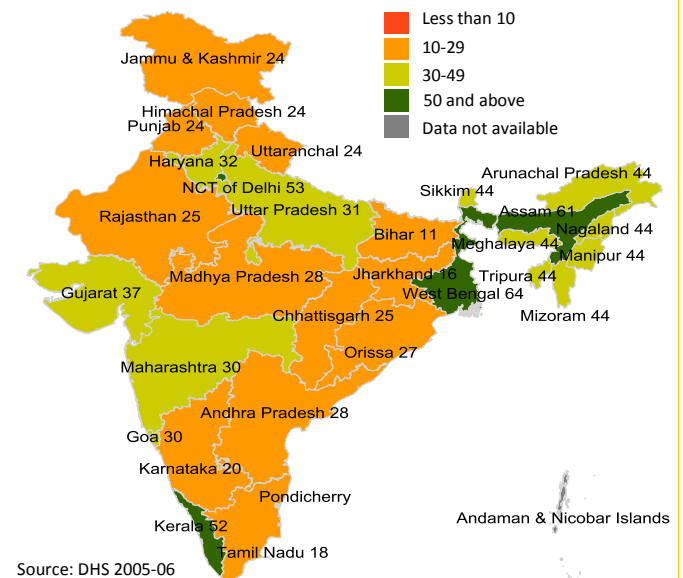 Less than 10
10-29
30-49
50 and above
Data not available
Jammu & Kashmir 24
Himachal Pradesh 24
Punjab 24
Uttaranchal 24
Haryana 32
NCT of Delhi 53
Arunachal Pradesh 44
Sikkim 44
Rajasthan 25
Uttar Pradesh 31
Assam 61
Nagaland 44
Bihar 11
Meghalaya 44
Manipur 44
Madhya Pradesh 28
Jharkhand 16
Tripura 44
Gujarat 37
West Bengal 64
Chhattisgarh 25
Mizoram 44
Orissa 27
Maharashtra 30
Andhra Pradesh 28
Goa 30
Karnataka 20
Pondicherry
Andaman & Nicobar Islands
Kerala 52
Tamil Nadu 18
Source: DHS 2005-06